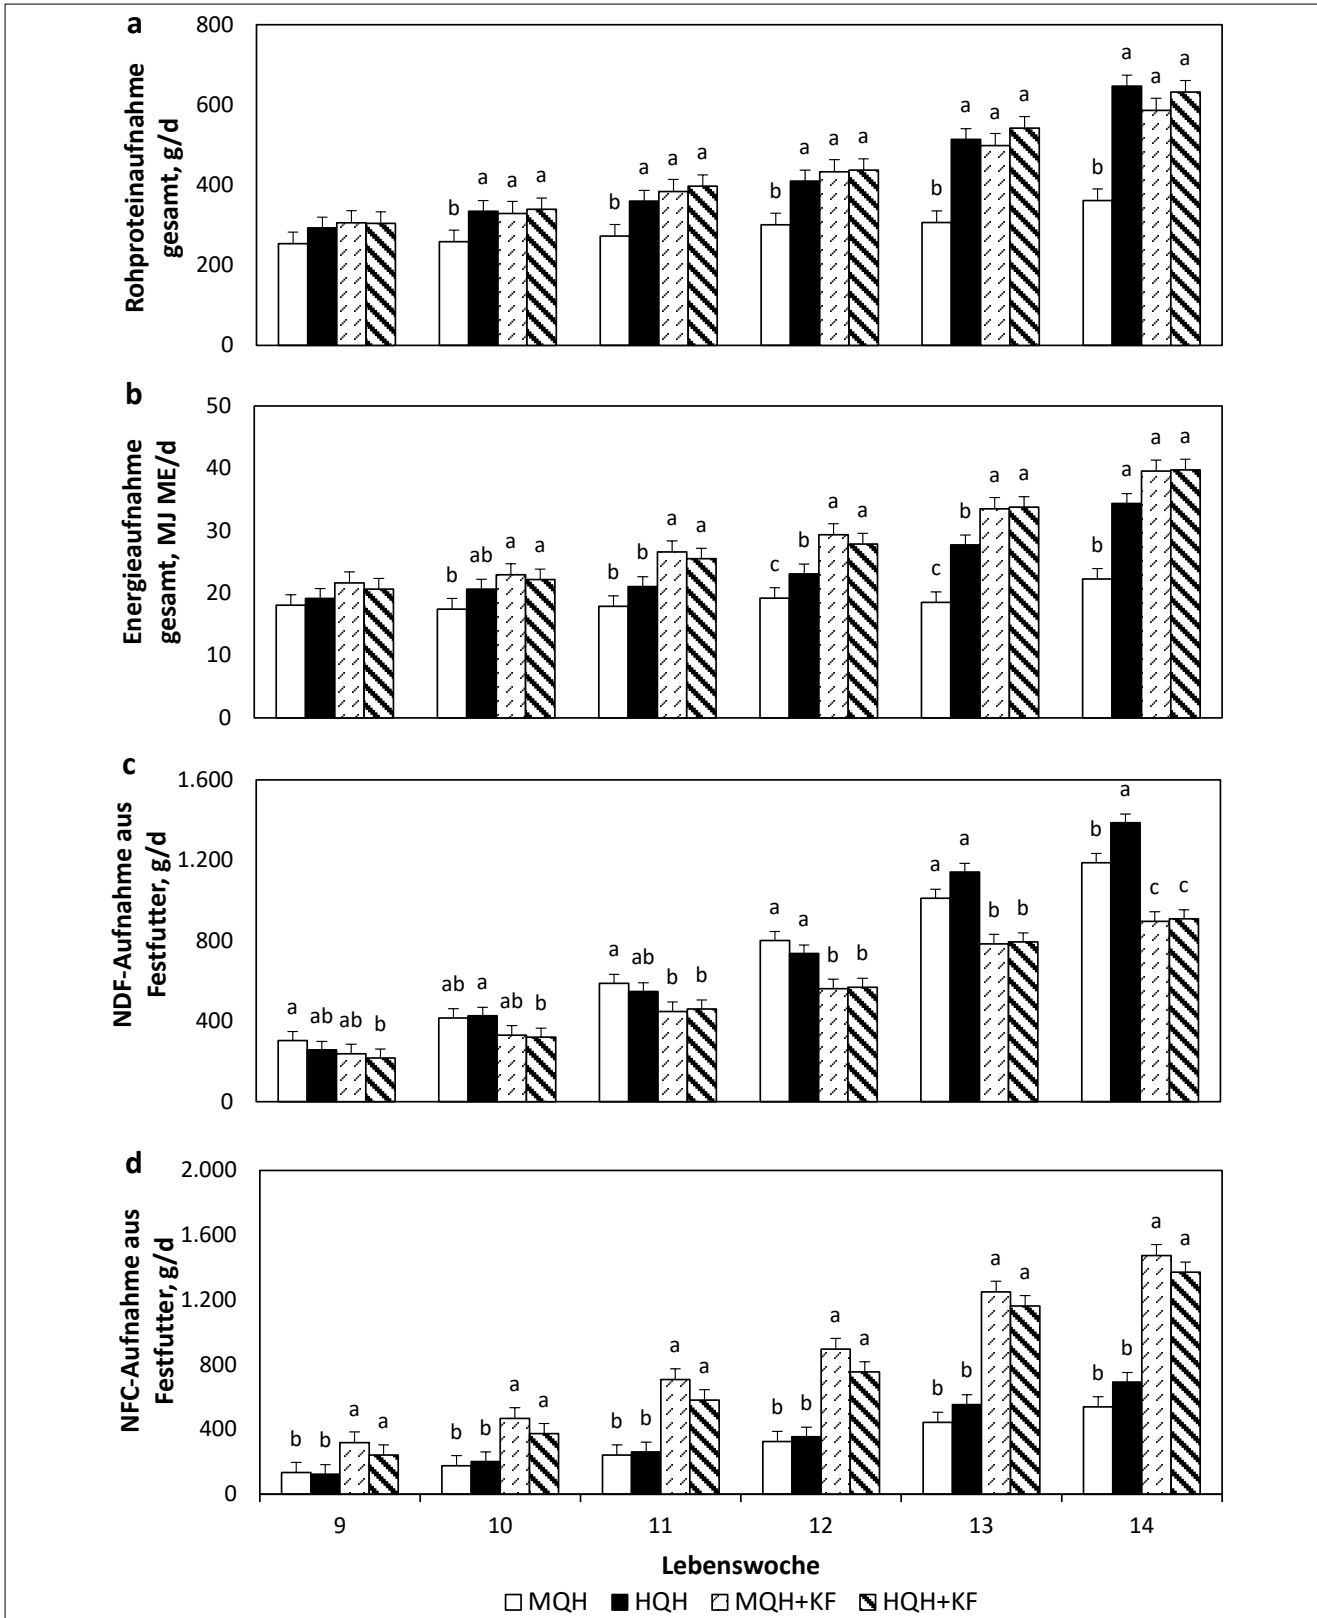 a
Rohproteinaufnahme
gesamt, g/d
800
600
400
200
0
b a a a
b a a a
b a a a
b a a a
b a a a
b
Energieaufnahme
gesamt, MJ ME/d
50
40
30
20
10
0
b ab a a
b b a a
c b a a
c b a a
b a a a
c
NDF-Aufnahme aus
Festfutter, g/d
1.600
1.200
800
400
0
a ab ab b
ab a ab b
a ab b b
a a b b
a a b b
b a c c
d
NFC-Aufnahme aus
Festfutter, g/d
2.000
1.600
1.200
800
400
0
b b a a
b b a a
b b a a
b b a a
b b a a
b b a a
9 10 11 12 13 14
Lebenswoche
MQH HQH MQH+KF HQH+KF